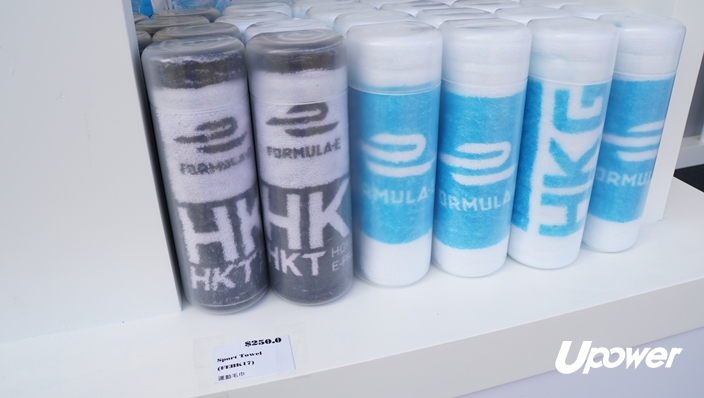 FORMULA-E
HK
HKT
FORMULA-E
HK
HKT
FORMULA-
FORMULA
HKG
ORMULA
$250.0
Sport Towel
(FEHK17)
運動毛巾
Upower